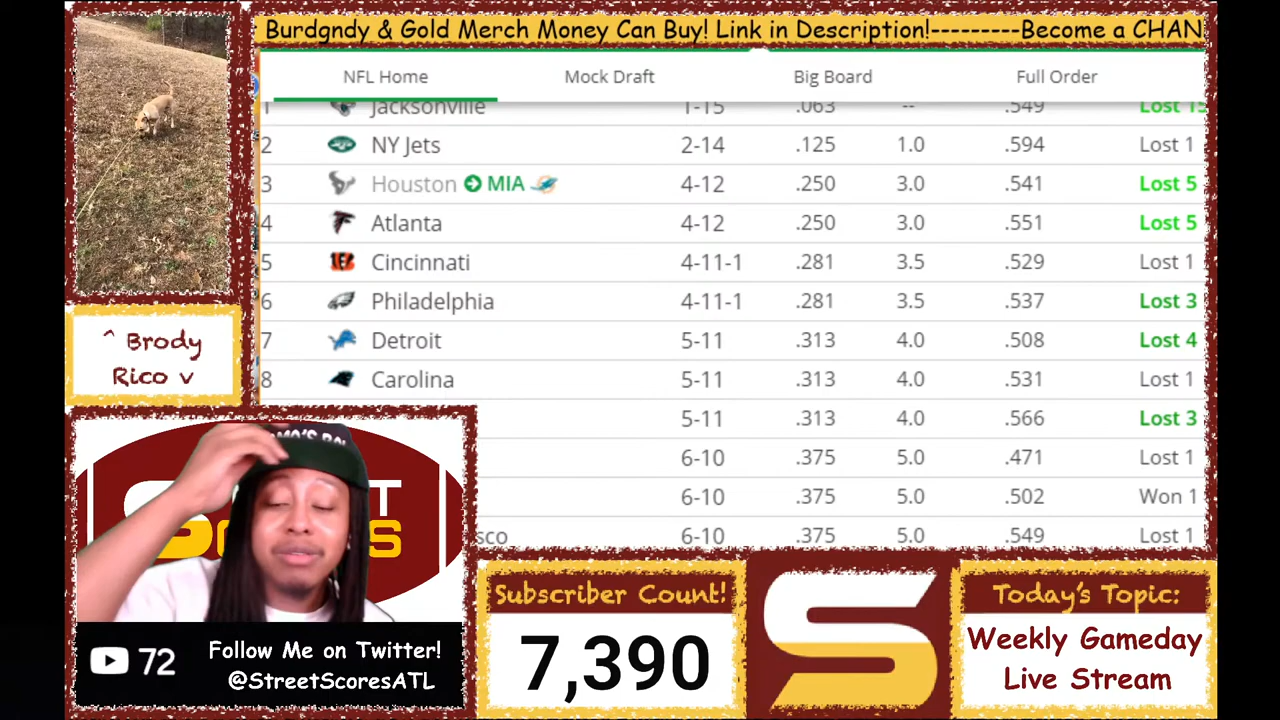 Burdgndy & Gold Merch Money Can Buy! Link in Description!---------Become a CHAN
NFL Home Mock Draft Big Board Full Order
1 Jacksonville 1-15 .063 -- .549 Lost 15
2 NY Jets 2-14 .125 1.0 .594 Lost 1
3 Houston MIA 4-12 .250 3.0 .541 Lost 5
4 Atlanta 4-12 .250 3.0 .551 Lost 5
5 Cincinnati 4-11-1 .281 3.5 .529 Lost 1
6 Philadelphia 4-11-1 .281 3.5 .537 Lost 3
7 Detroit 5-11 .313 4.0 .508 Lost 4
8 Carolina 5-11 .313 4.0 .531 Lost 1
5-11 .313 4.0 .566 Lost 3
6-10 .375 5.0 .471 Lost 1
6-10 .375 5.0 .502 Won 1
sco 6-10 .375 5.0 .549 Lost 1
^ Brody
Rico v
72
Follow Me on Twitter!
@StreetScoresATL
Subscriber Count!
7,390
S
Today's Topic:
Weekly Gameday
Live Stream